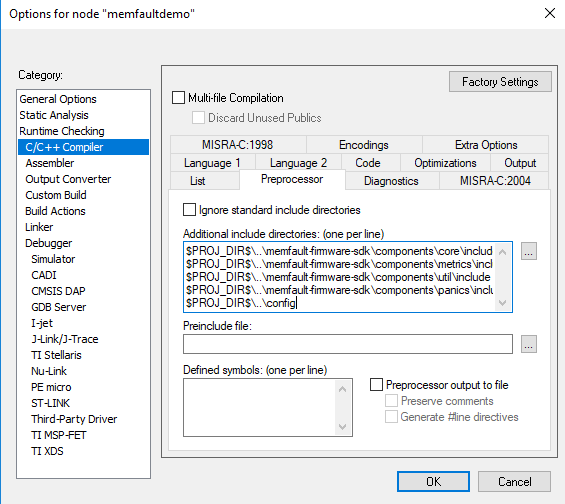 Options for node "memfaultdemo"
Category:
General Options
Static Analysis
Runtime Checking
C/C++ Compiler
Assembler
Output Converter
Custom Build
Build Actions
Linker
Debugger
Simulator
CADI
CMSIS DAP
GDB Server
I-jet
J-Link/J-Trace
TI Stellaris
Nu-Link
PE micro
ST-LINK
Third-Party Driver
TI MSP-FET
TI XDS
Factory Settings
Multi-file Compilation
Discard Unused Publics
MISRA-C:1998 Encodings Extra Options
Language 1 Language 2 Code Optimizations Output
List Preprocessor Diagnostics MISRA-C:2004
Ignore standard include directories
Additional include directories: (one per line)
$PROJ_DIR$\..\memfault-firmware-sdk\components\core\includ
$PROJ_DIR$\..\memfault-firmware-sdk\components\metrics\inc
$PROJ_DIR$\..\memfault-firmware-sdk\components\util\include
$PROJ_DIR$\..\memfault-firmware-sdk\components\panics\inclu
$PROJ_DIR$\..\config
...
Preinclude file:
...
Defined symbols: (one per line)
Preprocessor output to file
Preserve comments
Generate #line directives
OK Cancel